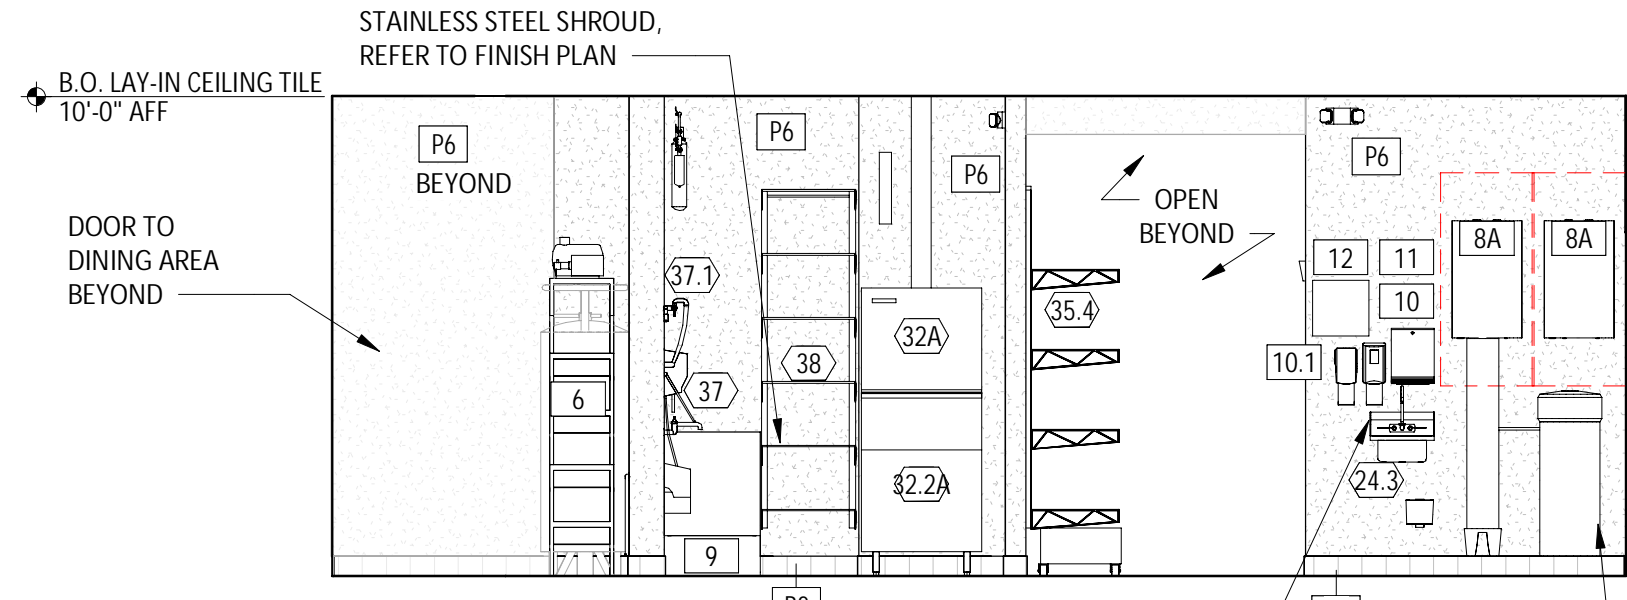 STAINLESS STEEL SHROUD,
REFER TO FINISH PLAN
B.O. LAY-IN CEILING TILE
10'-0" AFF
P6
BEYOND
P6
P6
P6
DOOR TO
DINING AREA
BEYOND
OPEN
BEYOND
37.1
37
38
32A
32.2A
35.4
6
9
12
11
10
10.1
8A
8A
24.3